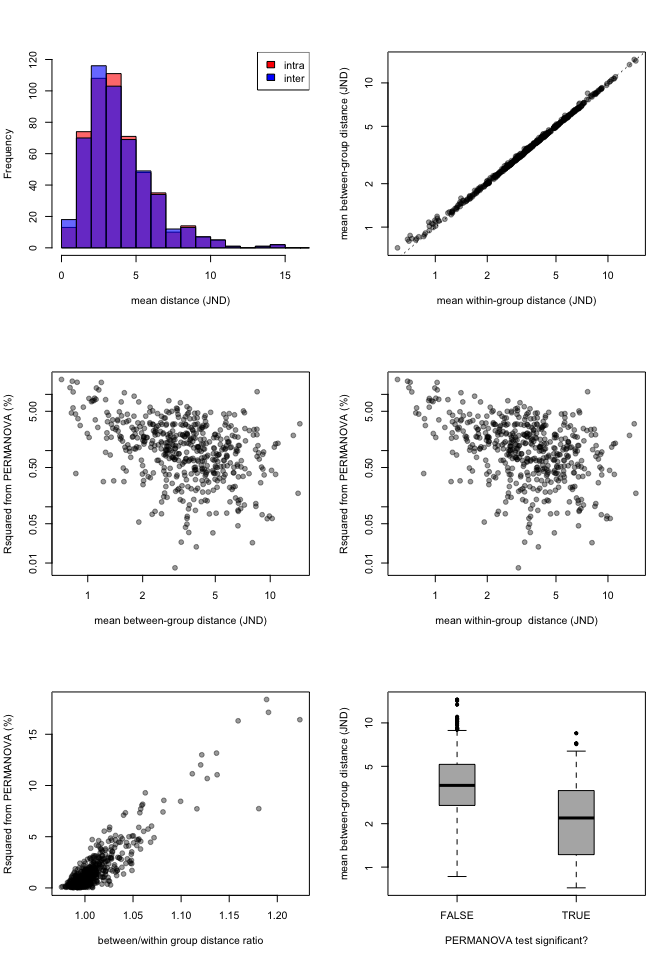 intra
inter
Frequency
0 20 40 60 80 100 120
0 5 10 15
mean distance (JND)
mean between-group distance (JND)
1 2 5 10
1 2 5 10
mean within-group distance (JND)
Rsquared from PERMANOVA (%)
0.01 0.05 0.50 5.00
1 2 5 10
mean between-group distance (JND)
Rsquared from PERMANOVA (%)
0.01 0.05 0.50 5.00
1 2 5 10
mean within-group distance (JND)
Rsquared from PERMANOVA (%)
0 5 10 15
1.00 1.05 1.10 1.15 1.20
between/within group distance ratio
mean between-group distance (JND)
1 2 5 10
FALSE TRUE
PERMANOVA test significant?